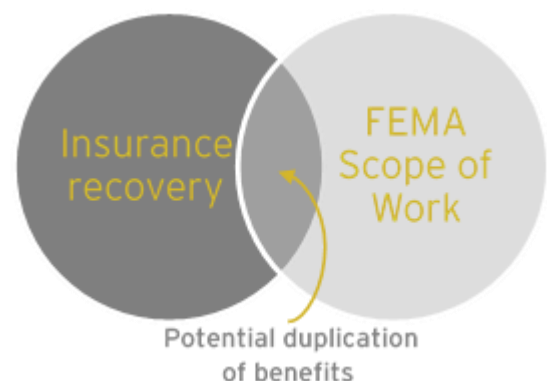 Insurance
recovery
FEMA
Scope of
Work
Potential duplication
of benefits